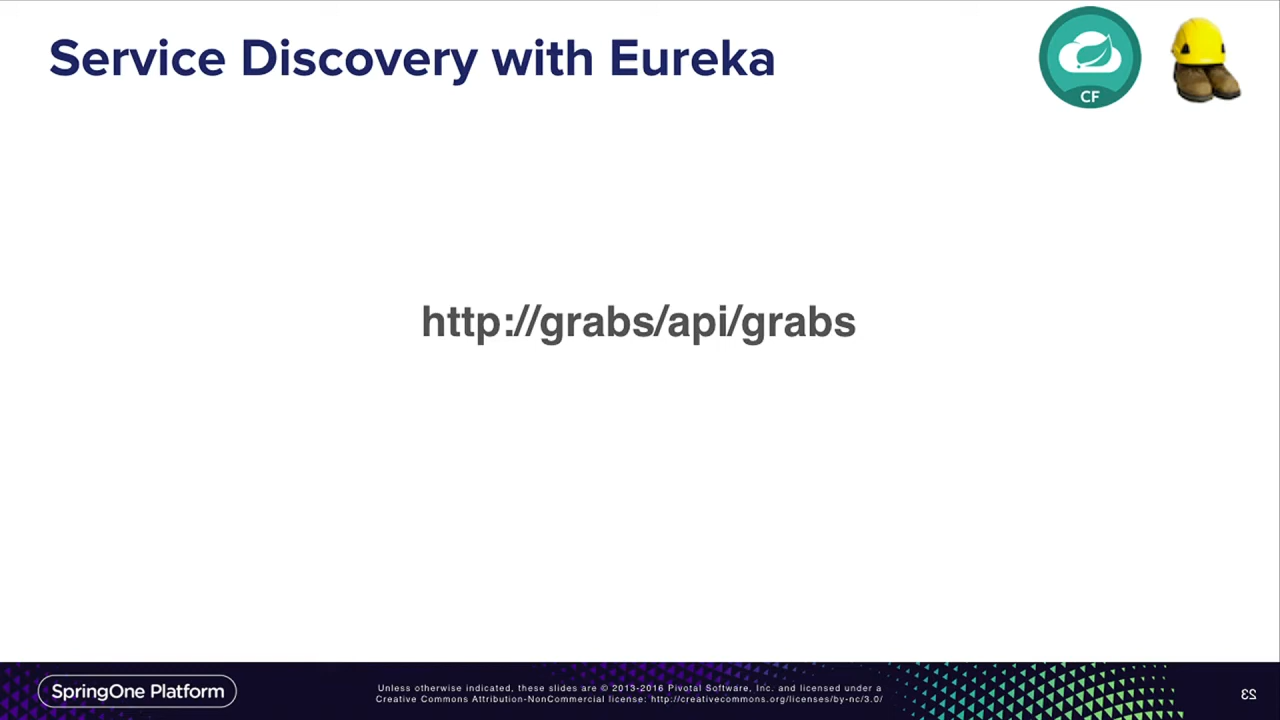 Service Discovery with Eureka
CF
http://grabs/api/grabs
SpringOne Platform
Unless otherwise indicated, these slides are © 2013-2016 Pivotal Software, Inc. and licensed under a
Creative Commons Attribution-NonCommercial license: http://creativecommons.org/licenses/by-nc/3.0/
23